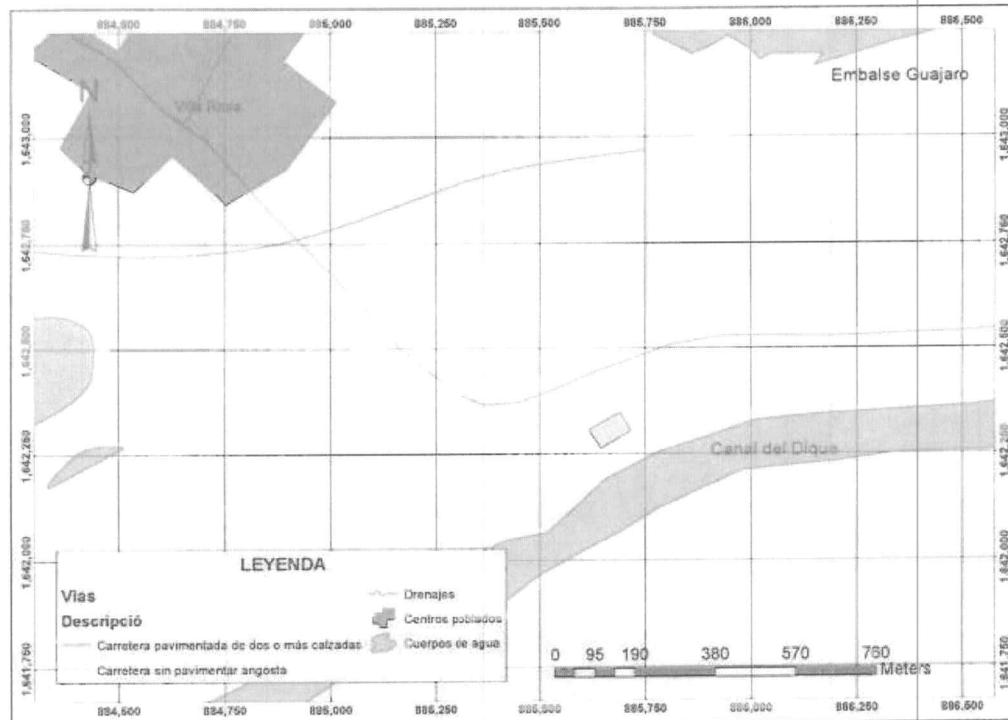 884,500 884,750 885,000 885,250 885,500 885,750 886,000 886,250 886,500
Embalse Guajaro
N
1,643,000 1,643,000
1,642,750 1,642,750
1,642,500 1,642,500
1,642,250 1,642,250
Canal del Dique
1,642,000 1,642,000
1,641,750 1,641,750
LEYENDA
Vias
Descripció
Carretera pavimentada de dos o más calzadas
Carretera sin pavimentar angosta
Drenajes
Centros poblados
Cuerpos de agua
0 95 190 380 570 760
Meters
884,500 884,750 885,000 885,250 885,500 885,750 886,000 886,250 886,500